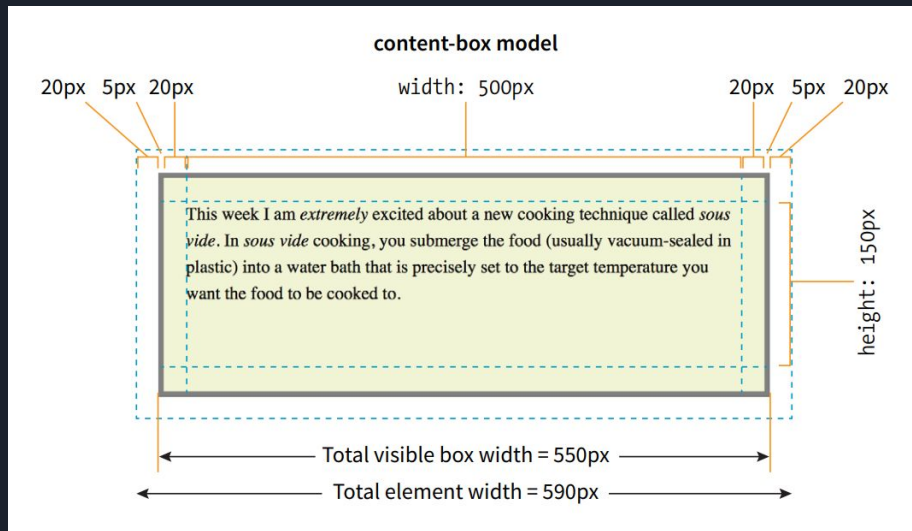 content-box model
20px 5px 20px
width: 500px
20px 5px 20px
This week I am extremely excited about a new cooking technique called sous
vide. In sous vide cooking, you submerge the food (usually vacuum-sealed in
plastic) into a water bath that is precisely set to the target temperature you
want the food to be cooked to.
height: 150px
Total visible box width = 550px
Total element width = 590px